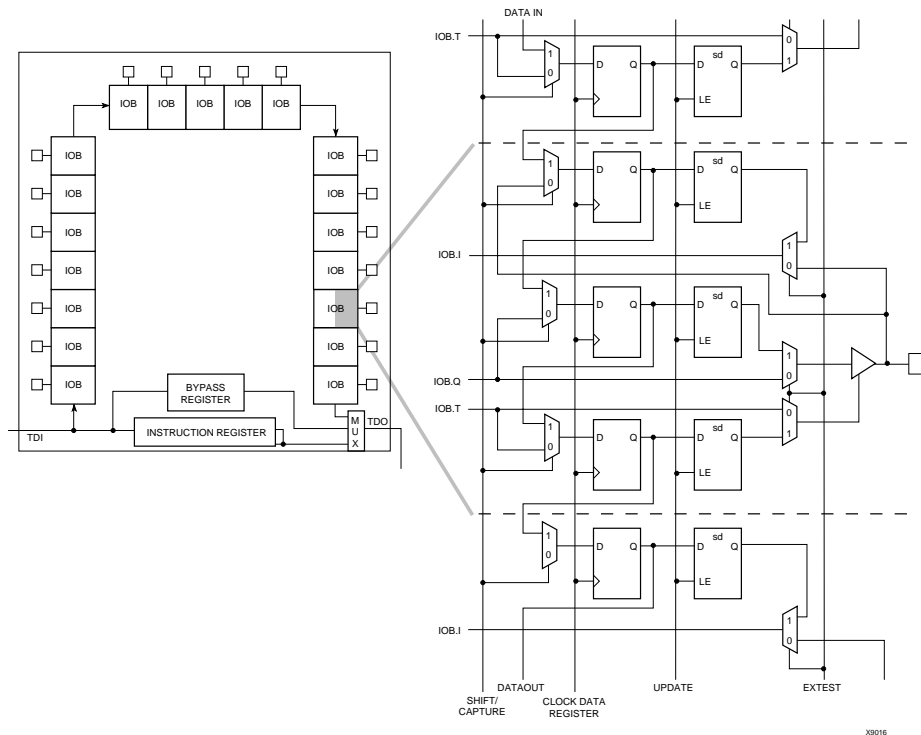 DATA IN
IOB.T
IOB IOB IOB IOB IOB
IOB
IOB
IOB
IOB
IOB
IOB
IOB
IOB
IOB
IOB
IOB
IOB
IOB
IOB
BYPASS
REGISTER
INSTRUCTION REGISTER
TDI
M
U
X
TDO
1
0
D Q
sd
D Q
LE
0
1
1
0
D Q
sd
D Q
LE
1
0
IOB.I
1
0
D Q
sd
D Q
LE
1
0
IOB.Q
IOB.T
0
1
1
0
D Q
sd
D Q
LE
1
0
D Q
sd
D Q
LE
1
0
IOB.I
SHIFT/
CAPTURE
DATAOUT
CLOCK DATA
REGISTER
UPDATE
EXTEST
X9016